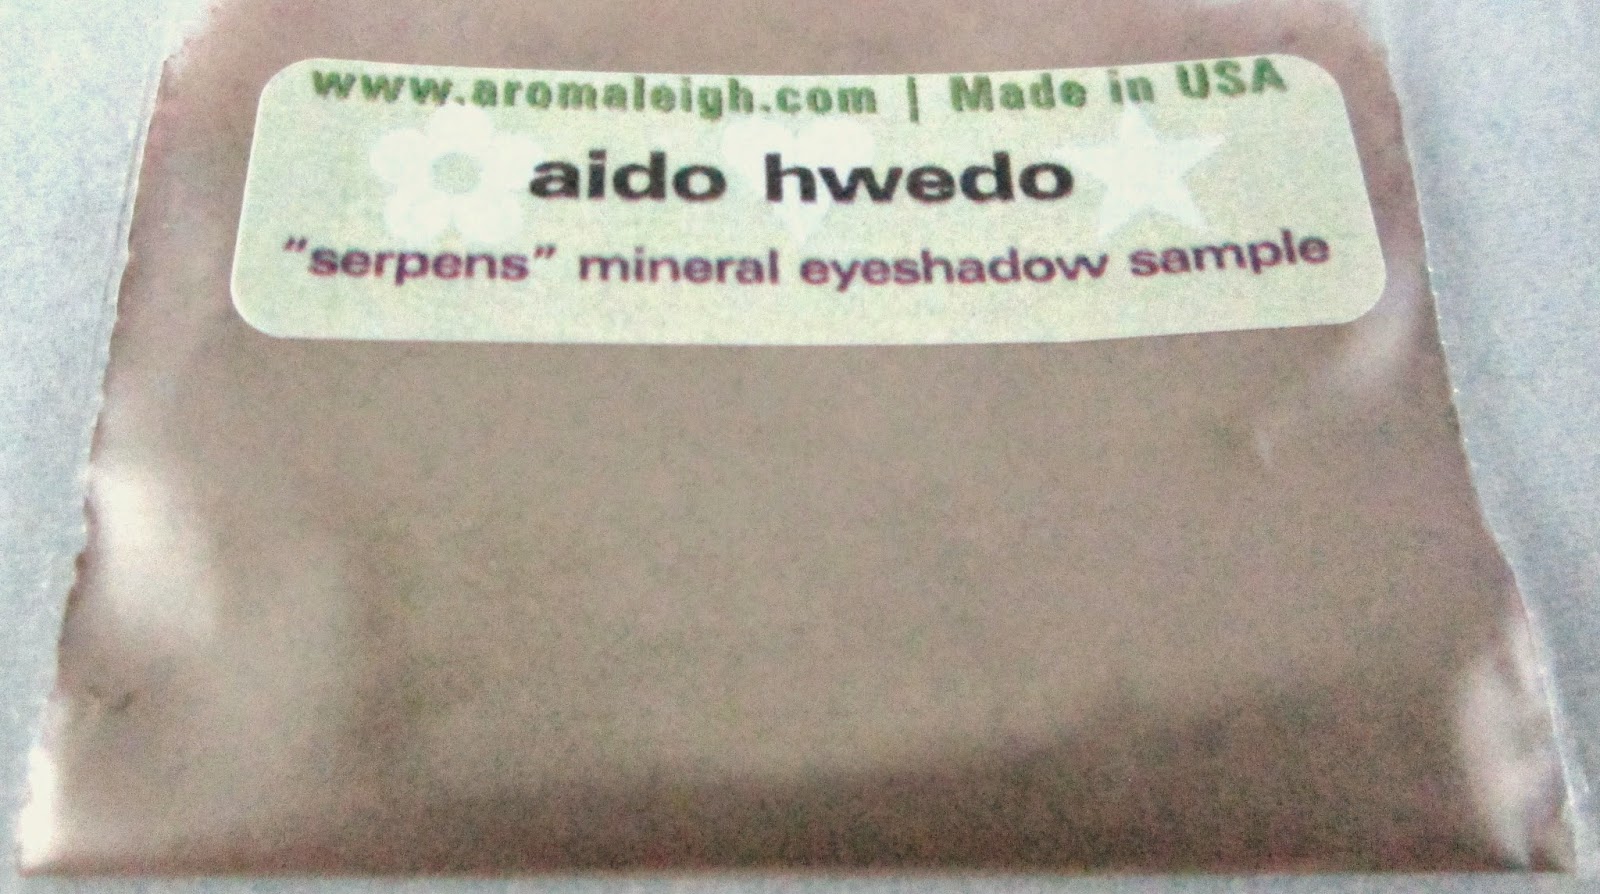 www.aromaleigh.com | Made in USA
aido hwedo
"serpens" mineral eyeshadow sample